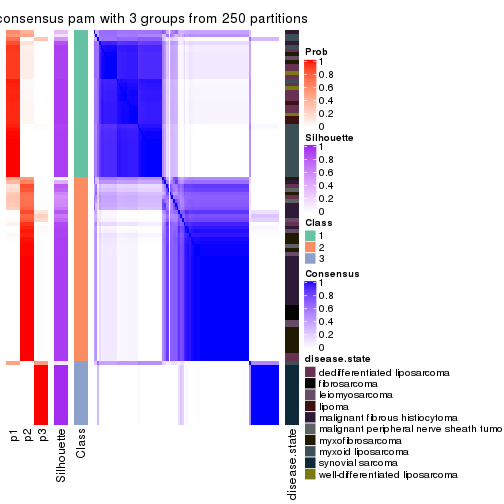 consensus pam with 3 groups from 250 partitions
Prob
1
0.8
0.6
0.4
0.2
0
Silhouette
1
0.8
0.6
0.4
0.2
0
Class
1
2
3
Consensus
1
0.8
0.6
0.4
0.2
0
disease.state
dedifferentiated liposarcoma
fibrosarcoma
leiomyosarcoma
lipoma
malignant fibrous histiocytoma
malignant peripheral nerve sheath tumo
myxofibrosarcoma
myxoid liposarcoma
synovial sarcoma
well-differentiated liposarcoma
p1
p2
p3
Silhouette
Class
disease.state